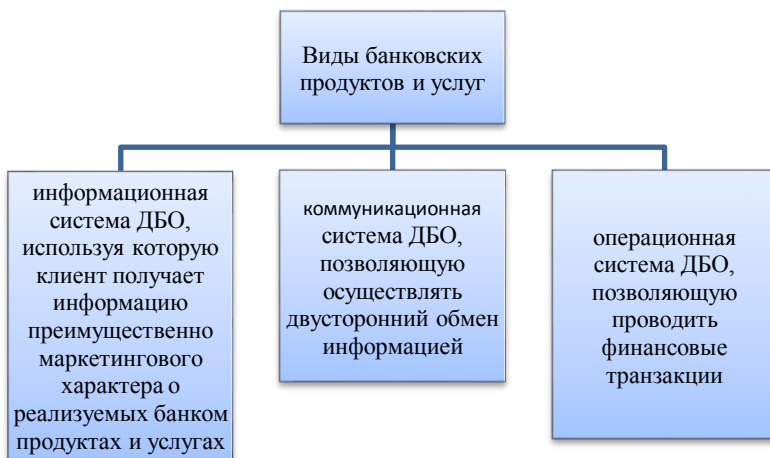 Виды банковских
продуктов и услуг
информационная
система ДБО,
используя которую
клиент получает
информацию
преимущественно
маркетингового
характера о
реализуемых банком
продуктах и услугах
коммуникационная
система ДБО,
позволяющую
осуществлять
двусторонний обмен
информацией
операционная
система ДБО,
позволяющую
проводить
финансовые
транзакции